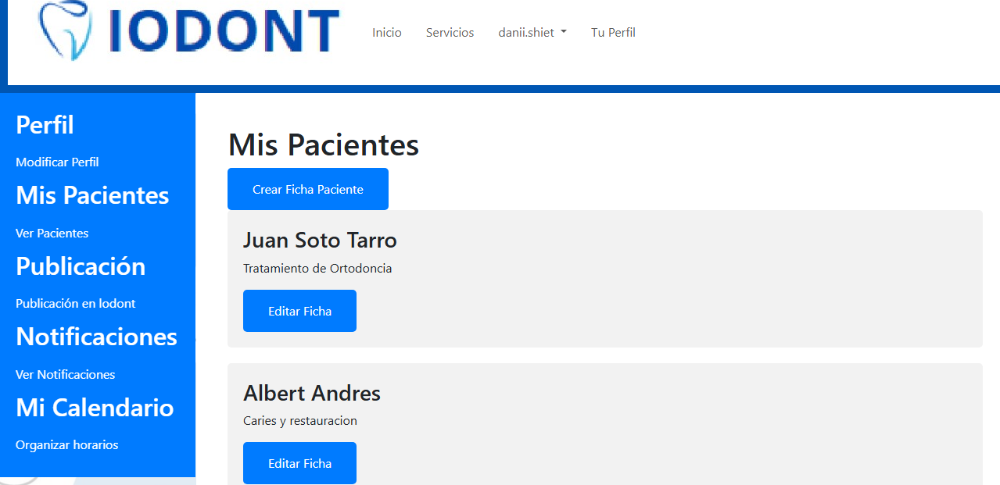 IODONT
Inicio Servicios danii.shiet Tu Perfil
Perfil
Modificar Perfil
Mis Pacientes
Ver Pacientes
Publicación
Publicación en Iodont
Notificaciones
Ver Notificaciones
Mi Calendario
Organizar horarios
Mis Pacientes
Crear Ficha Paciente
Juan Soto Tarro
Tratamiento de Ortodoncia
Editar Ficha
Albert Andres
Caries y restauracion
Editar Ficha